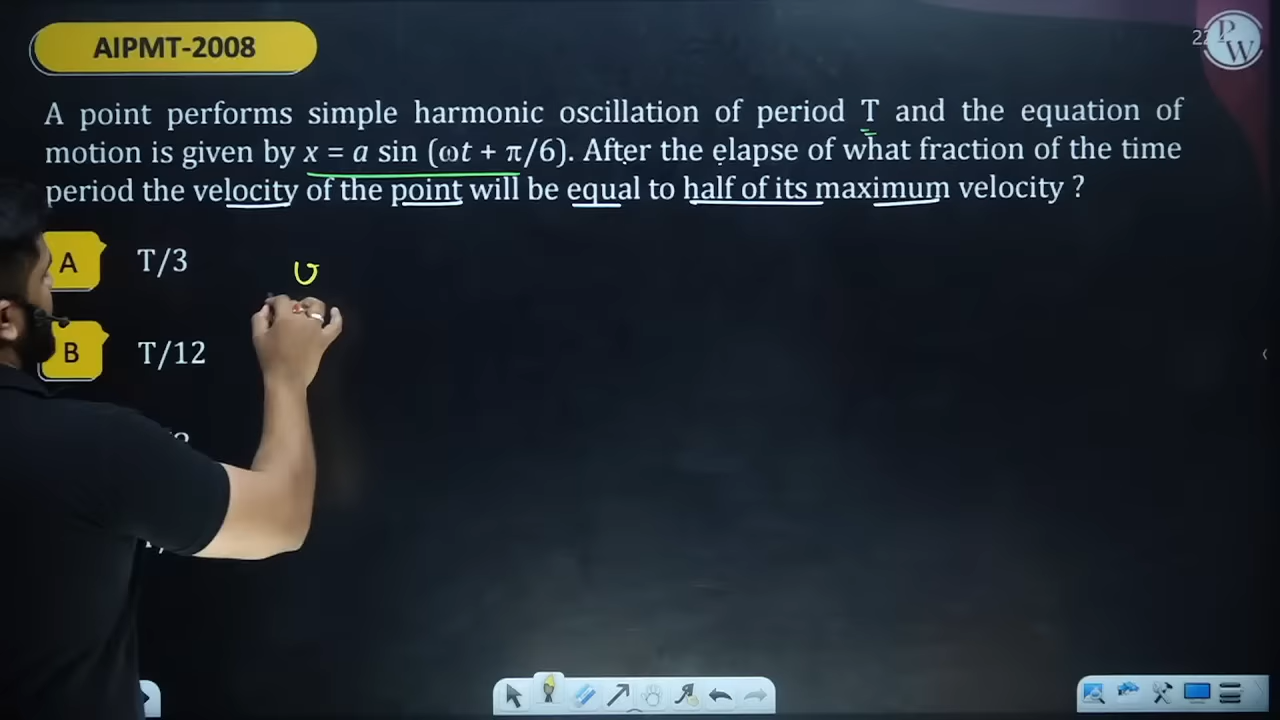 AIPMT-2008
A point performs simple harmonic oscillation of period T and the equation of
motion is given by x = a sin (ωt + π/6). After the elapse of what fraction of the time
period the velocity of the point will be equal to half of its maximum velocity ?
A T/3
B T/12
υ
PW